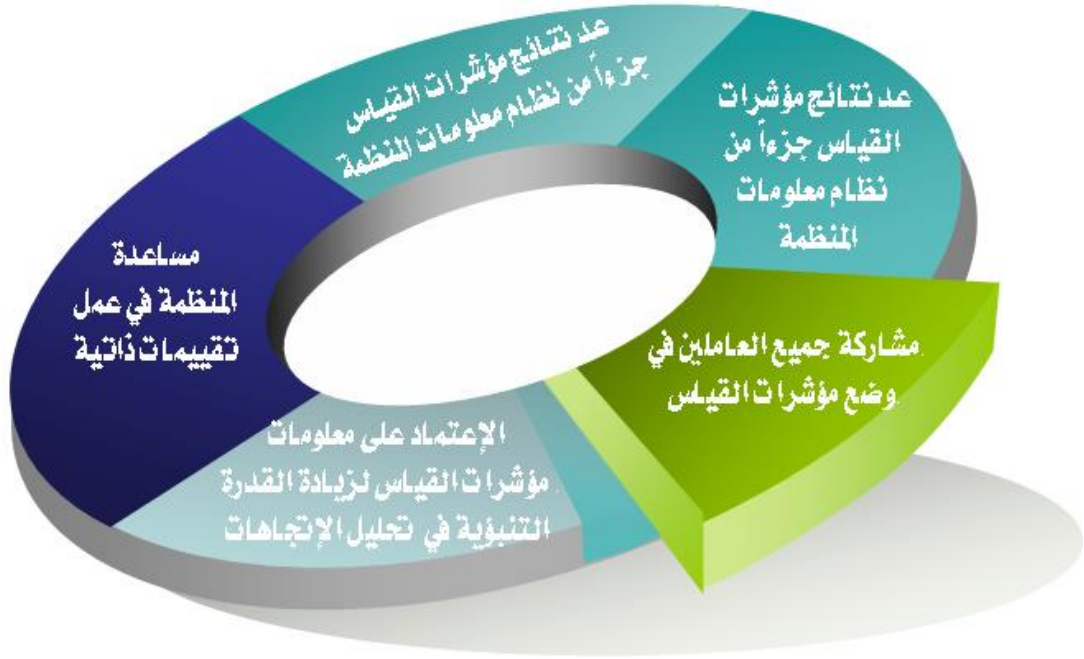 عد نتائج مؤشرات القياس
جزءاً من نظام معلومات المنظمة
عد نتائج مؤشرات
القياس جزءاً من
نظام معلومات
المنظمة
مشاركة جميع العاملين في
وضع مؤشرات القياس
الإعتماد على معلومات
مؤشرات القياس لزيادة القدرة
التنبؤية في تحليل الإتجاهات
مساعدة
المنظمة في عمل
تقييمات ذاتية